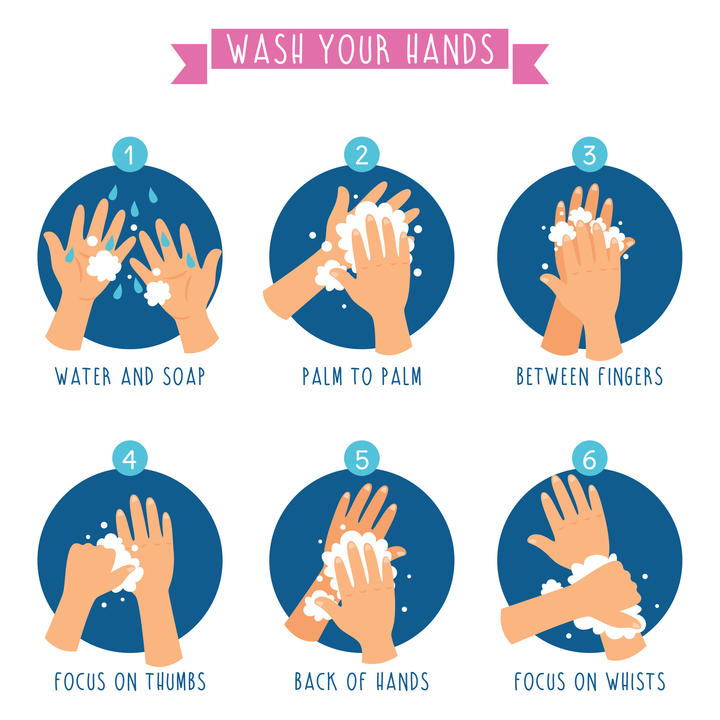 WASH YOUR HANDS
1
2
3
WATER AND SOAP
PALM TO PALM
BETWEEN FINGERS
4
5
6
FOCUS ON THUMBS
BACK OF HANDS
FOCUS ON WHISTS